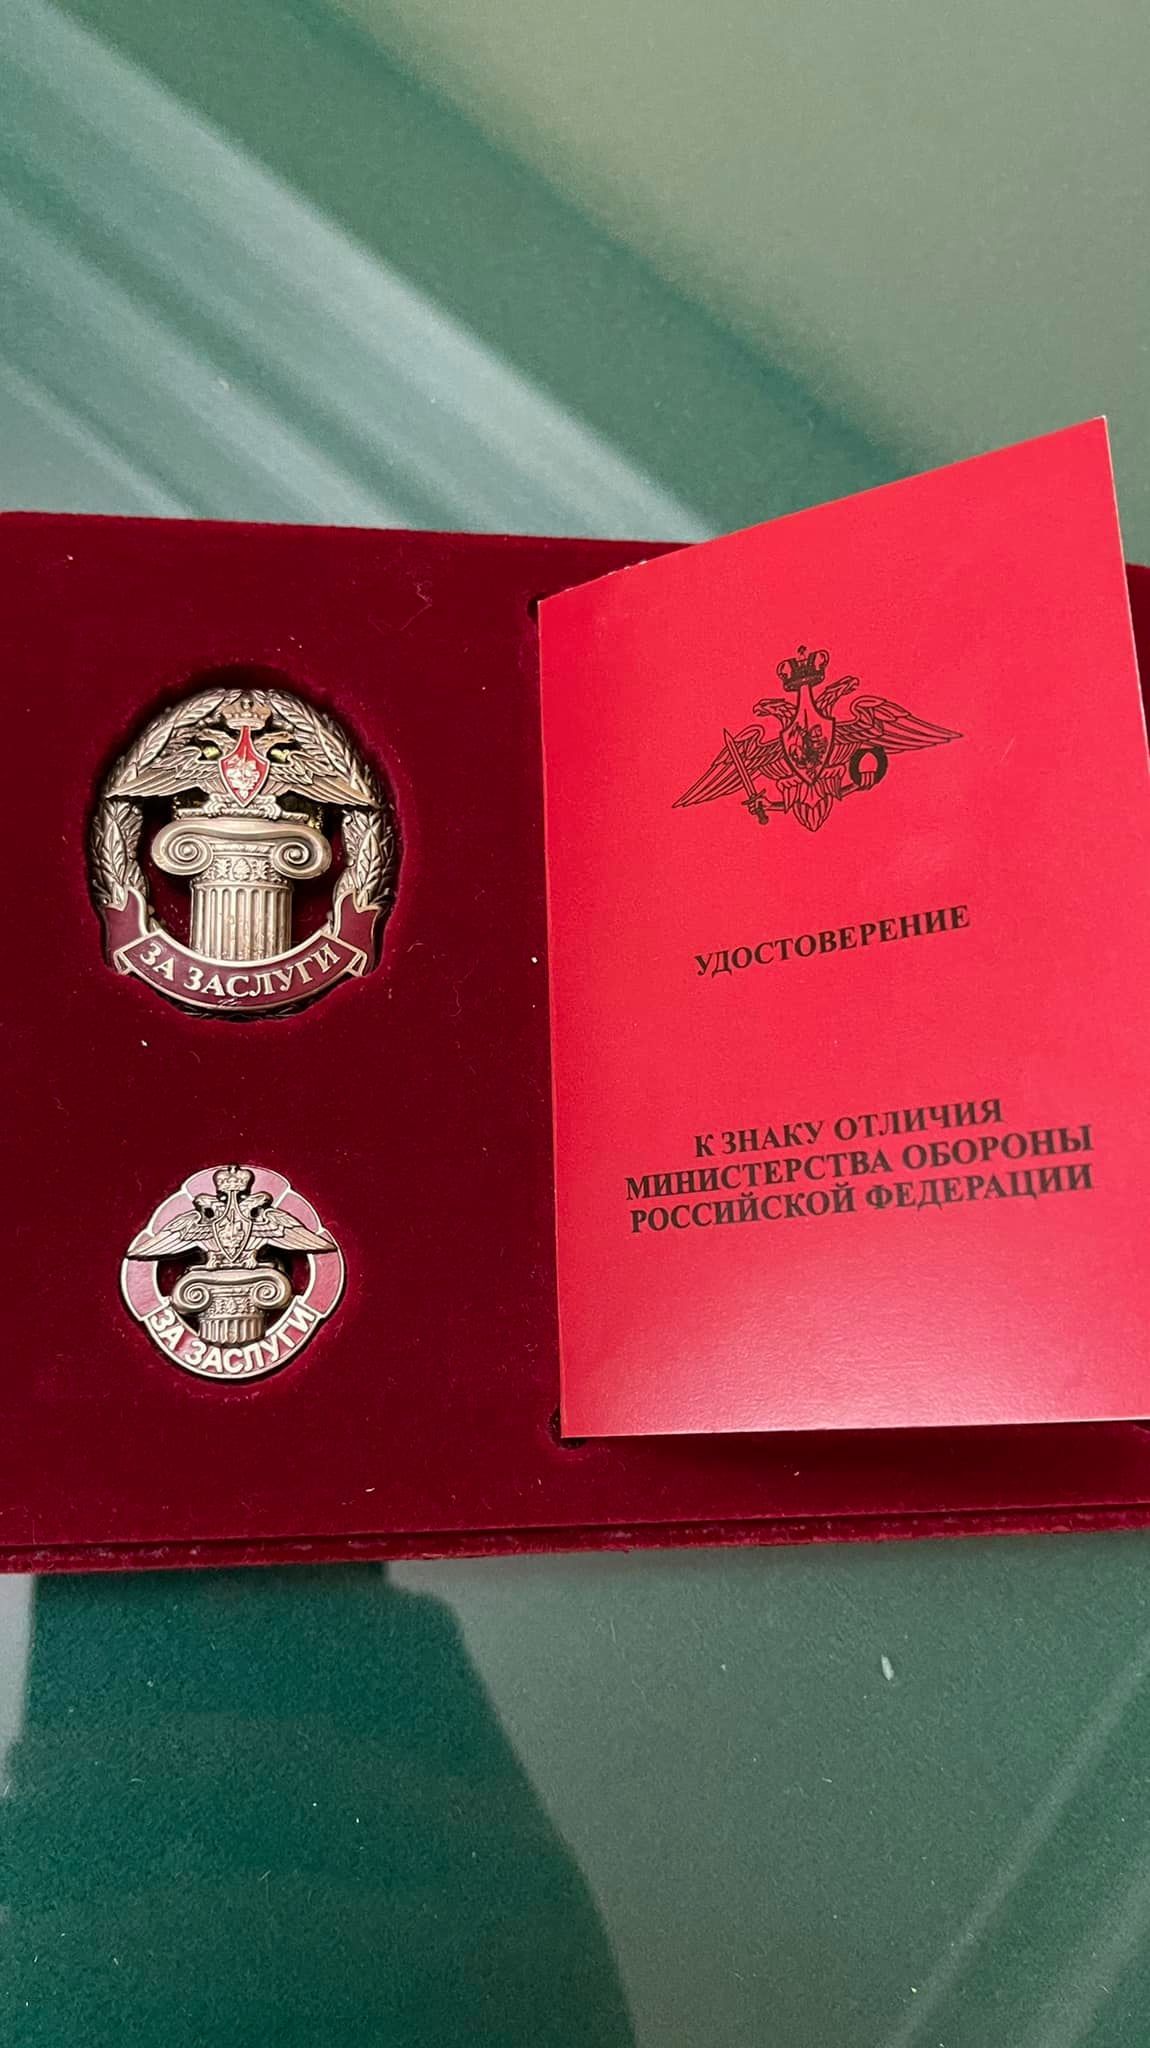 ЗА ЗАСЛУГИ
ЗА ЗАСЛУГИ
УДОСТОВЕРЕНИЕ
К ЗНАКУ ОТЛИЧИЯ
МИНИСТЕРСТВА ОБОРОНЫ
РОССИЙСКОЙ ФЕДЕРАЦИИ